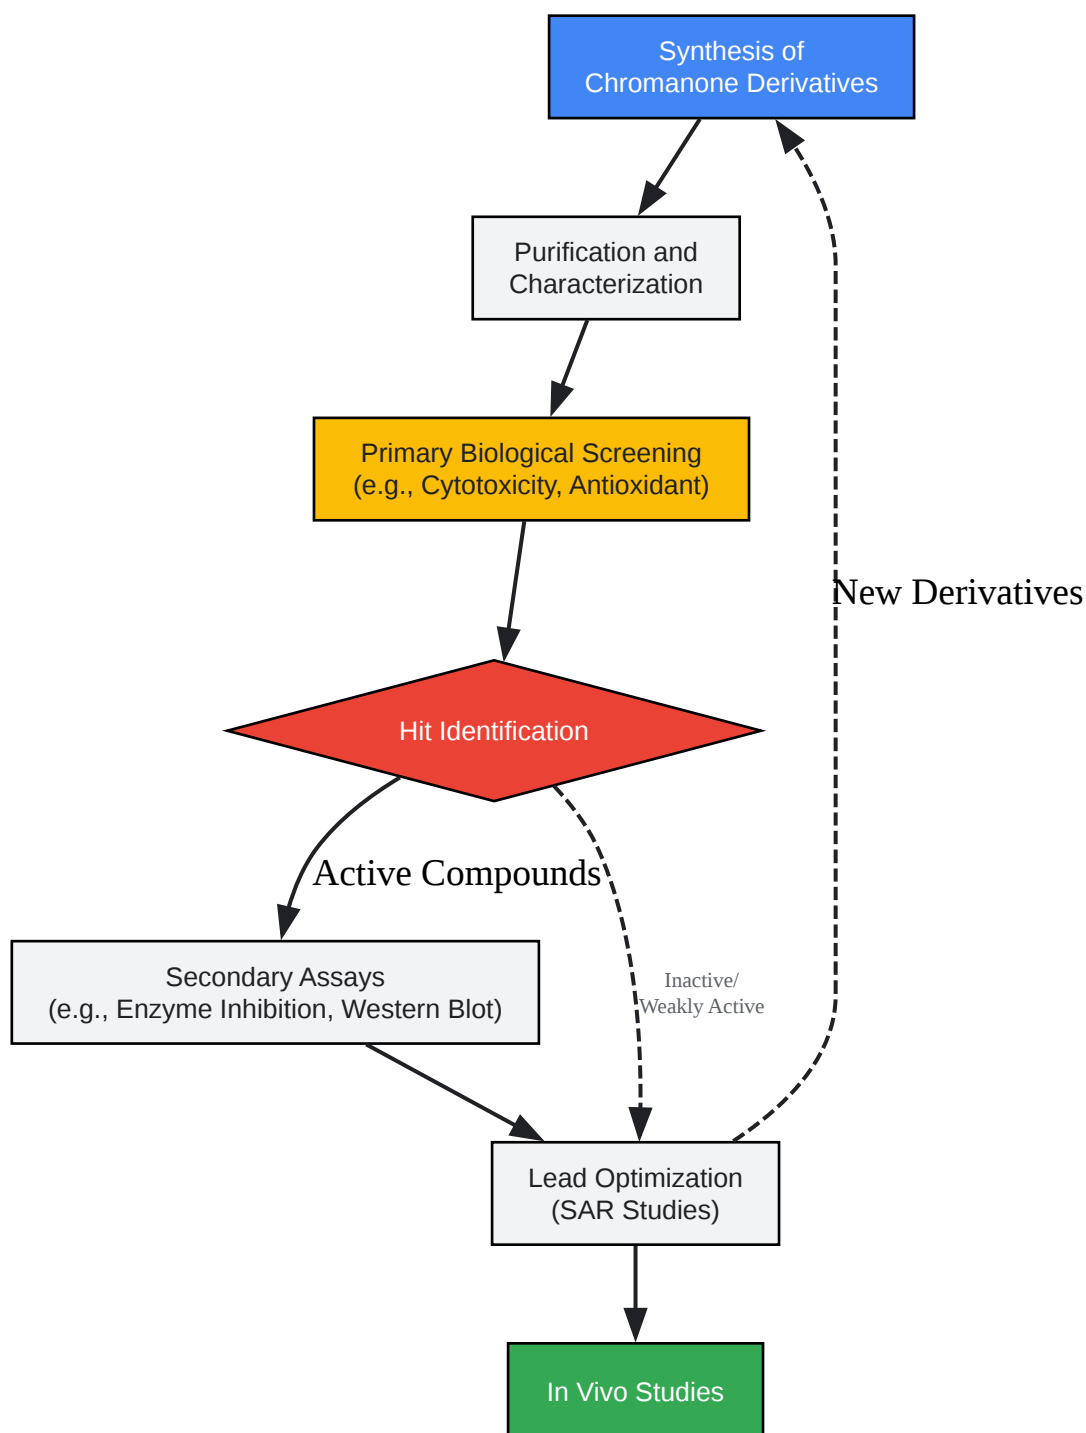 Synthesis of
Chromanone Derivatives
Purification and
Characterization
Primary Biological Screening
(e.g., Cytotoxicity, Antioxidant)
New Derivatives
Hit Identification
Active Compounds
Inactive/
Weakly Active
Secondary Assays
(e.g., Enzyme Inhibition, Western Blot)
Lead Optimization
(SAR Studies)
In Vivo Studies